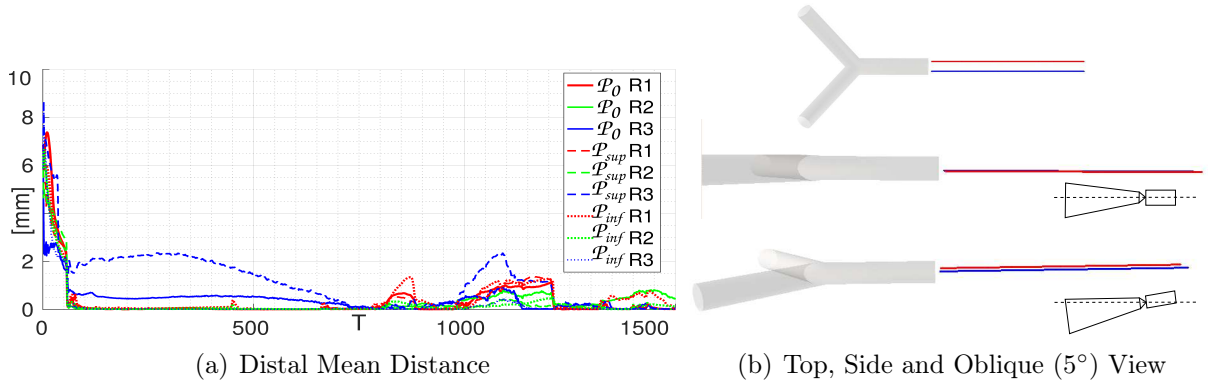 10
8
6
4
2
0
[mm]
0
500
T
1000
1500
𝒫₀ R1
𝒫₀ R2
𝒫₀ R3
𝒫sup R1
𝒫sup R2
𝒫sup R3
𝒫inf R1
𝒫inf R2
𝒫inf R3
(a) Distal Mean Distance
(b) Top, Side and Oblique (5°) View